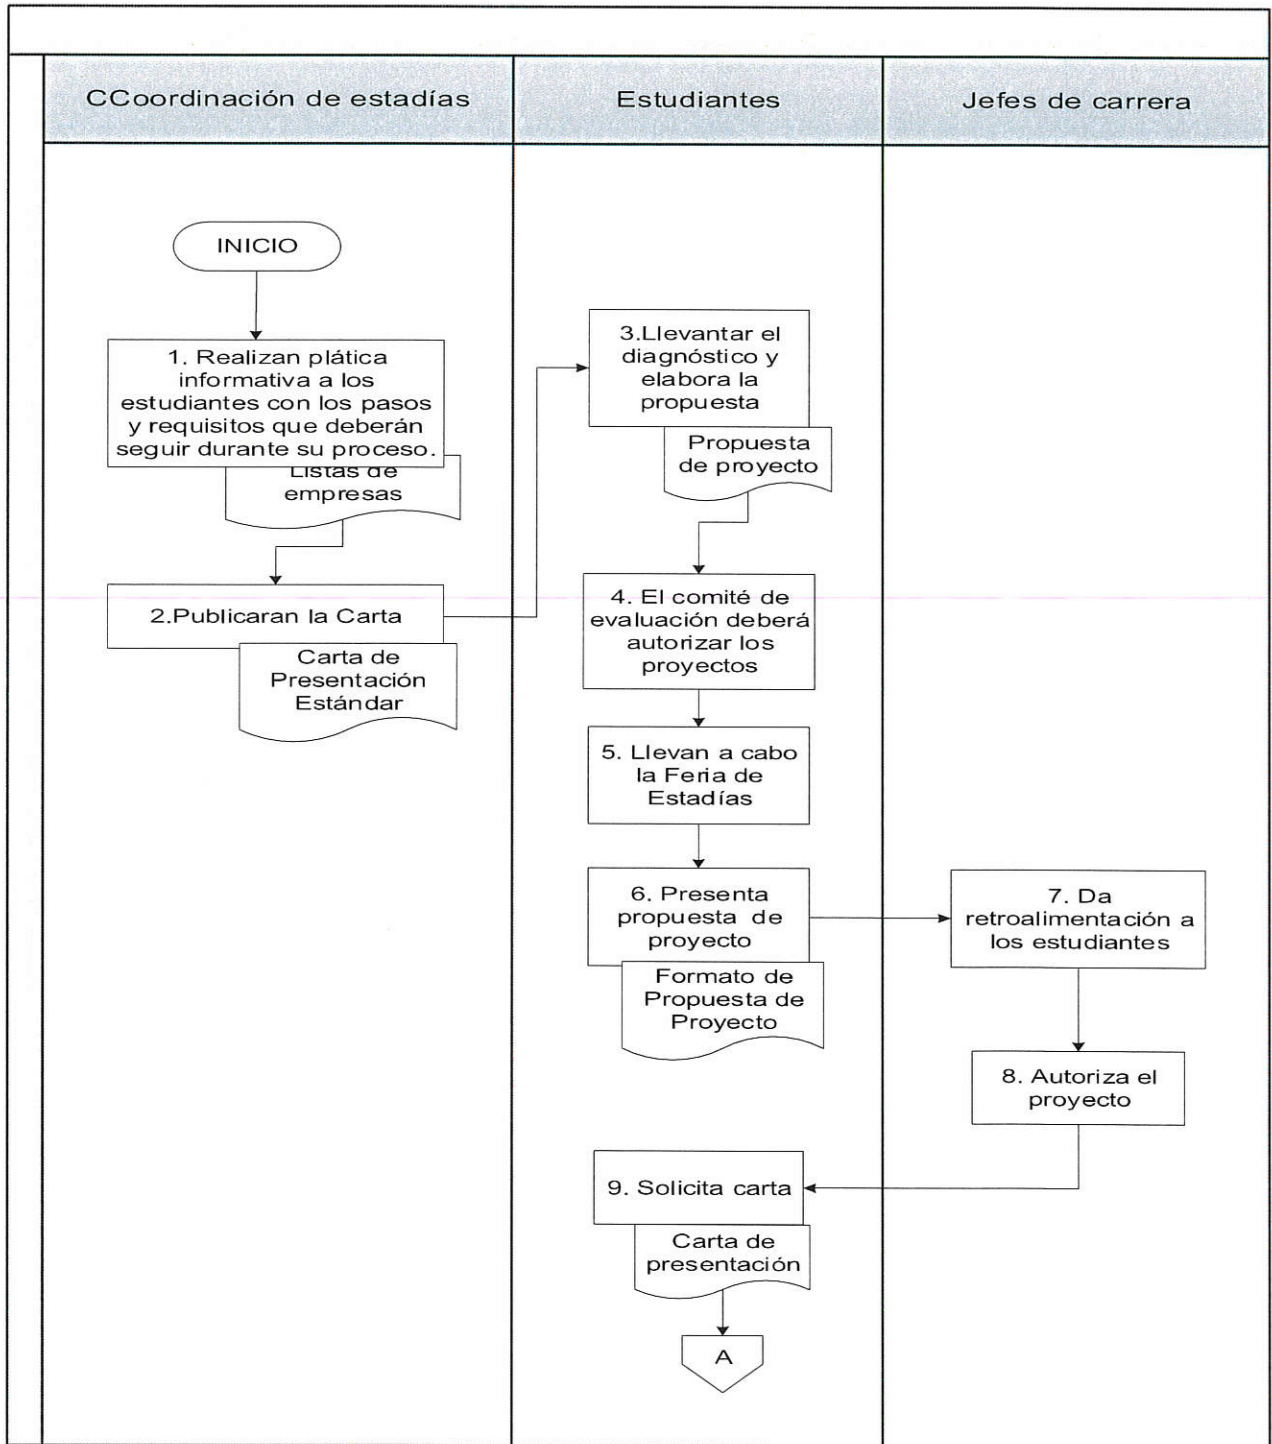 CCoordinación de estadías
Estudiantes
Jefes de carrera
INICIO
1. Realizan plática
informativa a los
estudiantes con los pasos
y requisitos que deberán
seguir durante su proceso.
Listas de
empresas
2.Publicaran la Carta
Carta de
Presentación
Estándar
3.Llevantar el
diagnóstico y
elabora la
propuesta
Propuesta
de proyecto
4. El comité de
evaluación deberá
autorizar los
proyectos
5. Llevan a cabo
la Feria de
Estadías
6. Presenta
propuesta de
proyecto
Formato de
Propuesta de
Proyecto
7. Da
retroalimentación a
los estudiantes
8. Autoriza el
proyecto
9. Solicita carta
Carta de
presentación
A